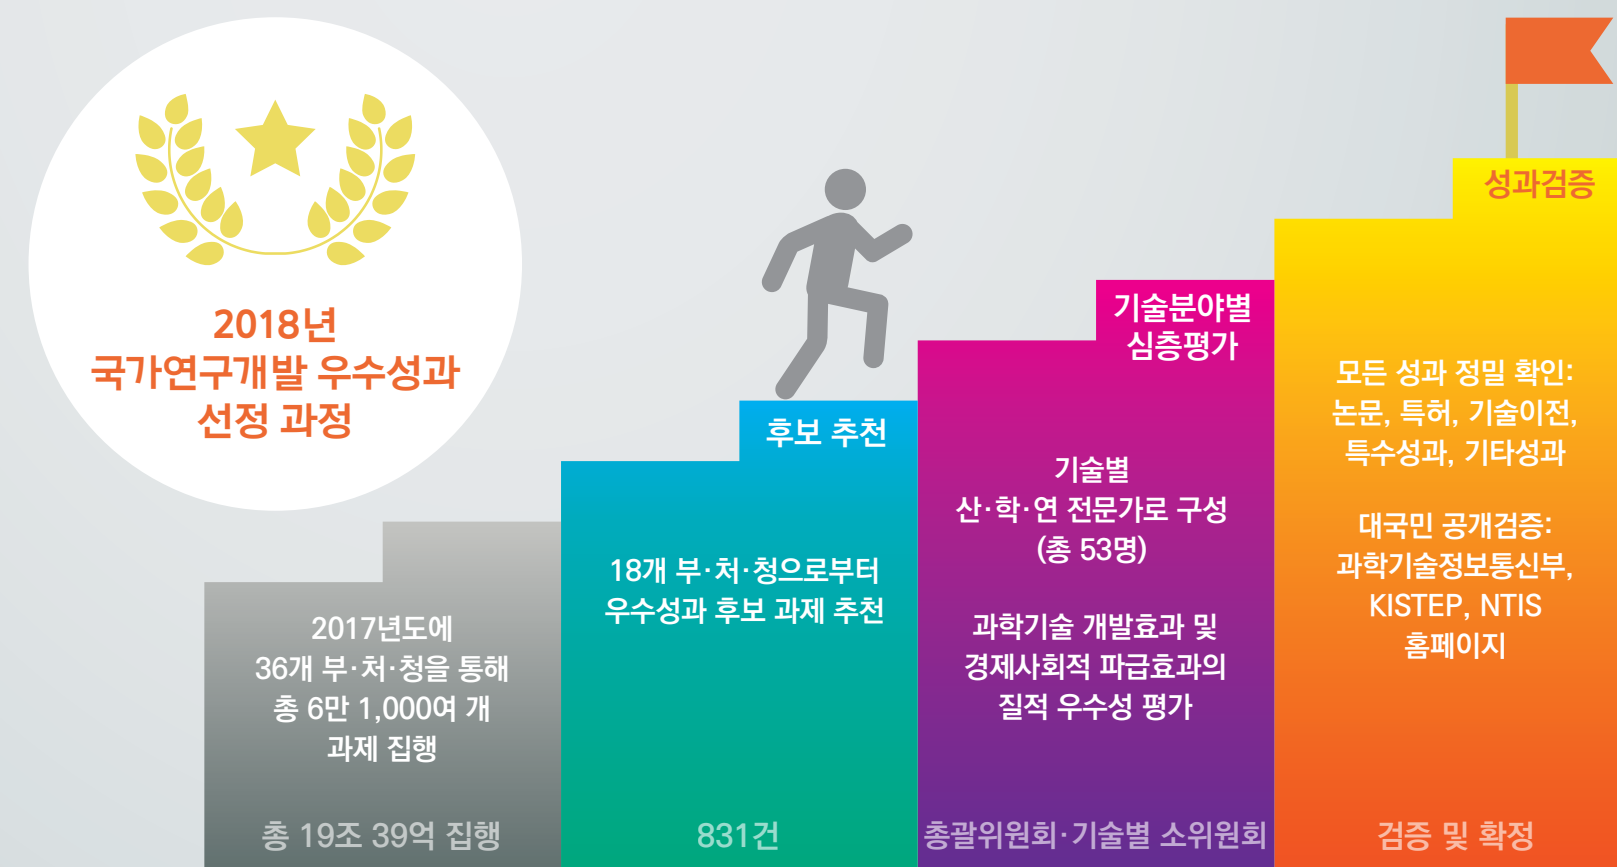 2018년
국가연구개발 우수성과
선정 과정
2017년도에
36개 부·처·청을 통해
총 6만 1,000여 개
과제 집행
총 19조 39억 집행
후보 추천
18개 부·처·청으로부터
우수성과 후보 과제 추천
831건
기술분야별
심층평가
기술별
산·학·연 전문가로 구성
(총 53명)
과학기술 개발효과 및
경제사회적 파급효과의
질적 우수성 평가
총괄위원회·기술별 소위원회
성과검증
모든 성과 정밀 확인:
논문, 특허, 기술이전,
특수성과, 기타성과
대국민 공개검증:
과학기술정보통신부,
KISTEP, NTIS
홈페이지
검증 및 확정